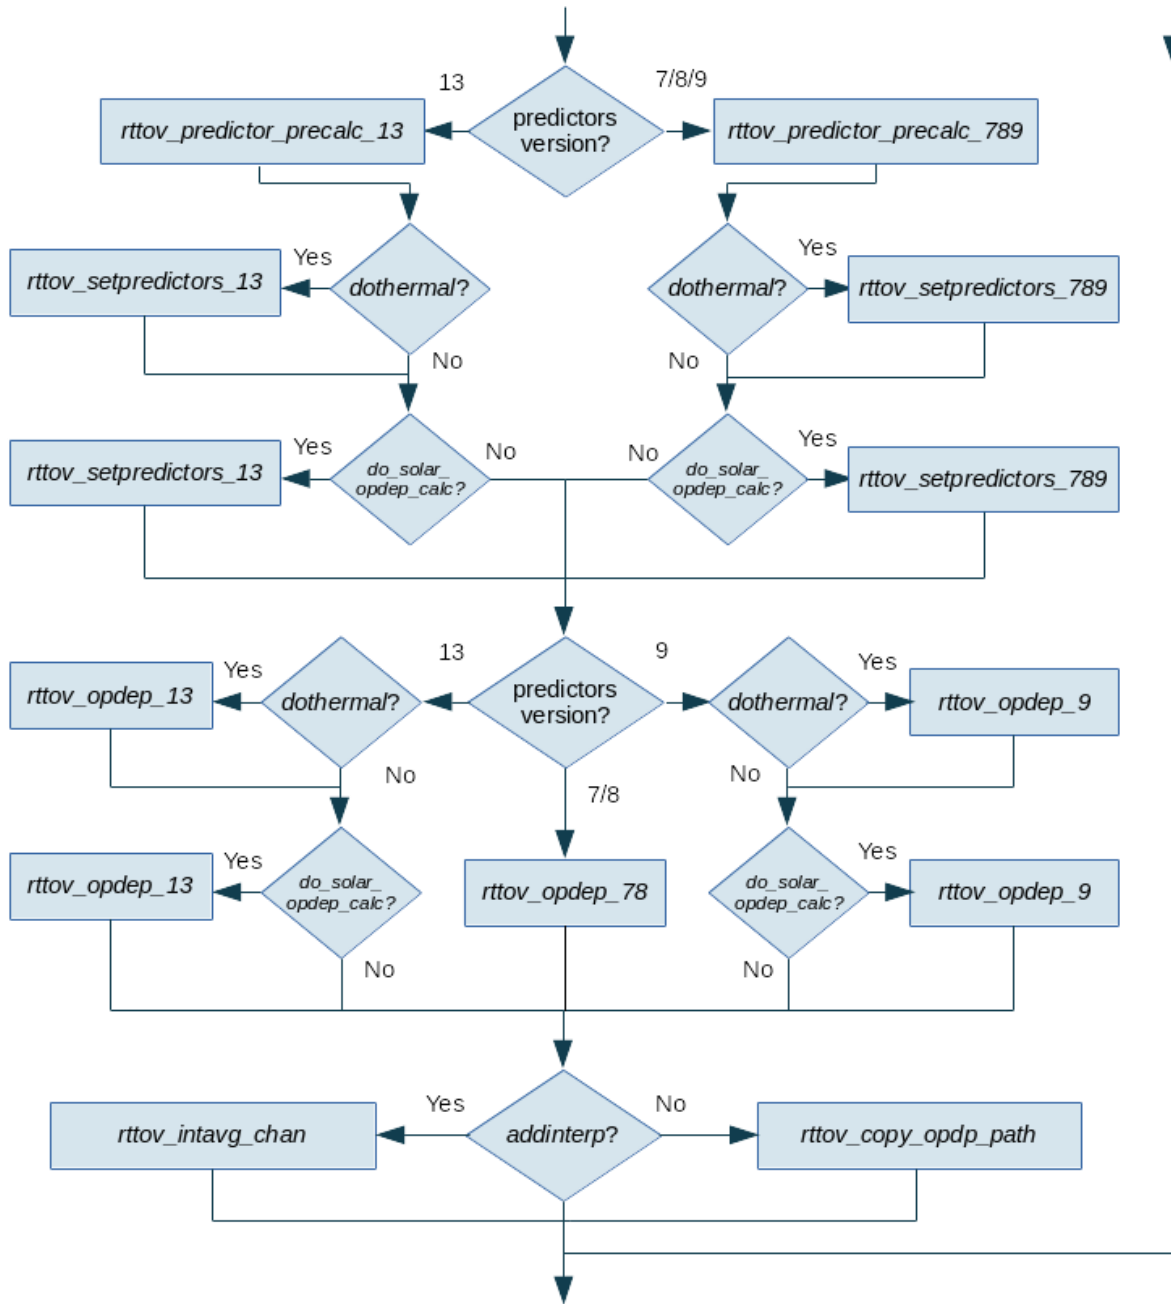 13
7/8/9
predictors
version?
rttov_predictor_precalc_13
rttov_predictor_precalc_789
Yes
dothermal?
rttov_setpredictors_13
No
dothermal?
Yes
rttov_setpredictors_789
No
Yes
do_solar_
opdep_calc?
rttov_setpredictors_13
No
No
do_solar_
opdep_calc?
Yes
rttov_setpredictors_789
13
predictors
version?
9
7/8
Yes
dothermal?
rttov_opdep_13
No
dothermal?
Yes
rttov_opdep_9
No
Yes
do_solar_
opdep_calc?
rttov_opdep_13
No
rttov_opdep_78
do_solar_
opdep_calc?
Yes
rttov_opdep_9
No
Yes
addinterp?
No
rttov_intavg_chan
rttov_copy_opdp_path